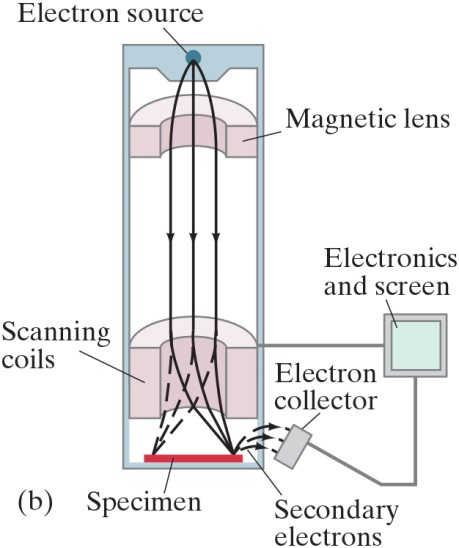 Electron source
Magnetic lens
Electronics
and screen
Scanning
coils
Electron
collector
(b) Specimen
Secondary
electrons